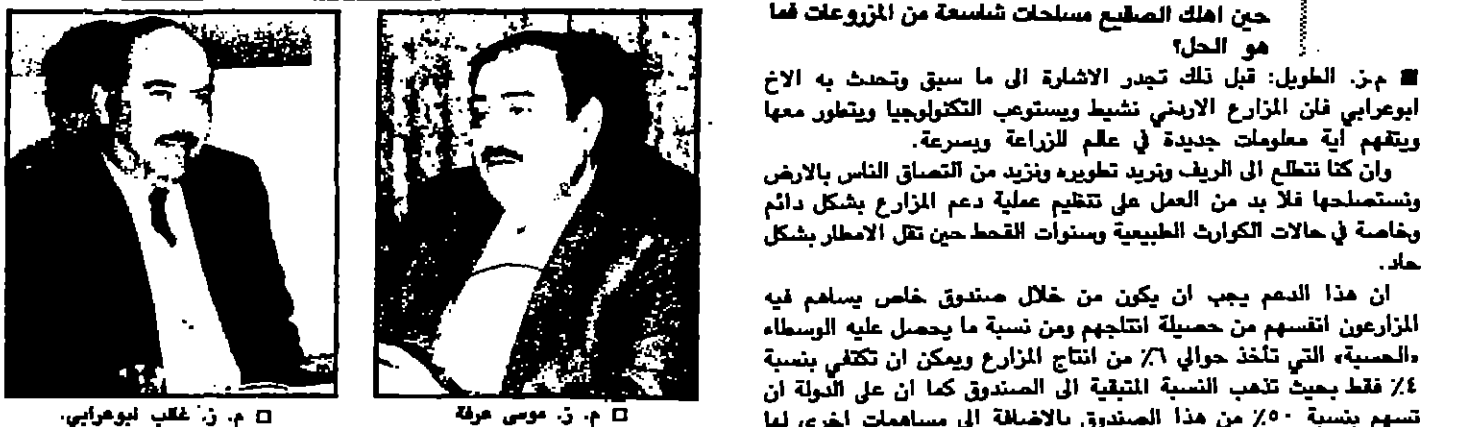 حين اهلك الصقيع مساحات شاسعة من المزروعات فما
هو الحل؟
■ م.ز. الطويل: قبل ذلك تجدر الاشارة الى ما سبق وتحدث به الاخ
ابوعرابي فان المزارع الاردني نشيط ويستوعب التكنولوجيا ويتطور معها
ويتفهم اية معلومات جديدة في عالم الزراعة وبسرعة.
وان كنا نتطلع الى الريف ونريد تطويره ونزيد من التصاق الناس بالارض
ونستصلحها فلا بد من العمل على تنظيم عملية دعم المزارع بشكل دائم
وخاصة في حالات الكوارث الطبيعية وسنوات القحط حين تقل الامطار بشكل
حاد.
ان هذا الدعم يجب ان يكون من خلال صندوق خاص يساهم فيه
المزارعون انفسهم من حصيلة انتاجهم ومن نسبة ما يحصل عليه الوسطاء
«الحسبة» التي تأخذ حوالي ٦٪ من انتاج المزارع ويمكن ان تكتفي بنسبة
٤٪ فقط بحيث تذهب النسبة المتبقية الى الصندوق كما ان على الدولة ان
تسهم بنسبة ٥٠٪ من هذا الصندوق بالاضافة الى مساهمات اخرى لها
□ م. ز. موسى عرفة
□ م. ز. غالب ابوعرابي.